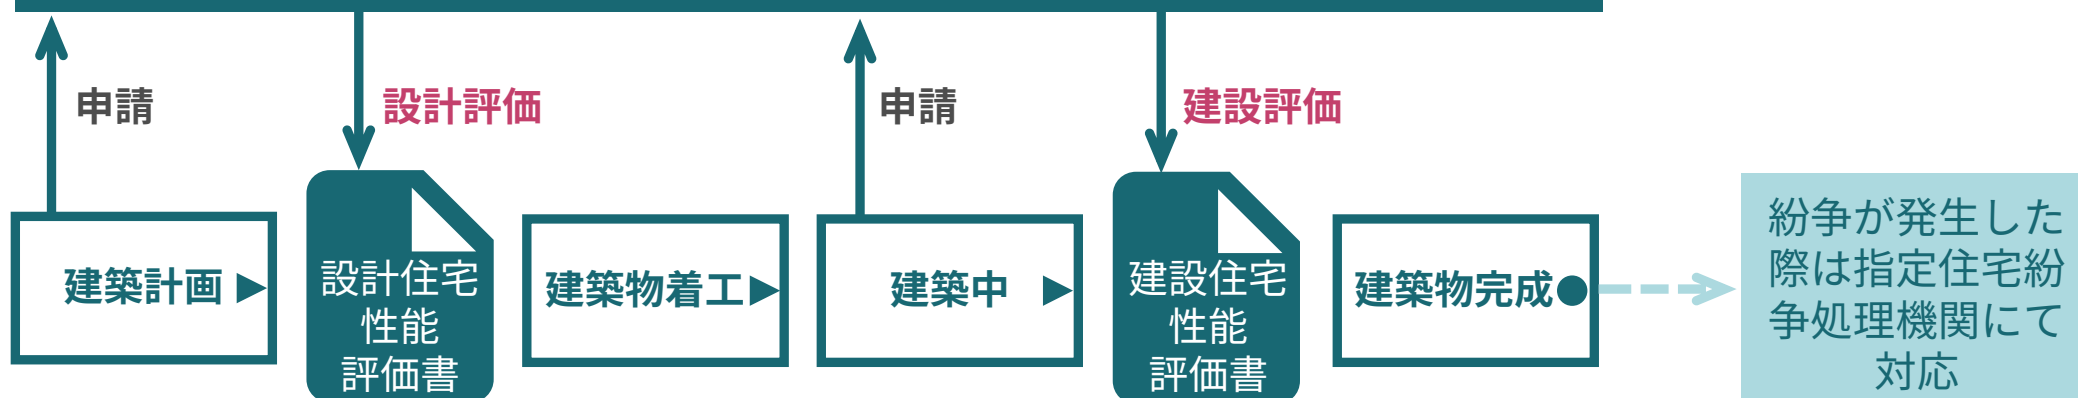 申請
設計評価
申請
建設評価
建築計画
設計住宅
性能
評価書
建築物着工
建築中
建設住宅
性能
評価書
建築物完成
紛争が発生した
際は指定住宅紛
争処理機関にて
対応